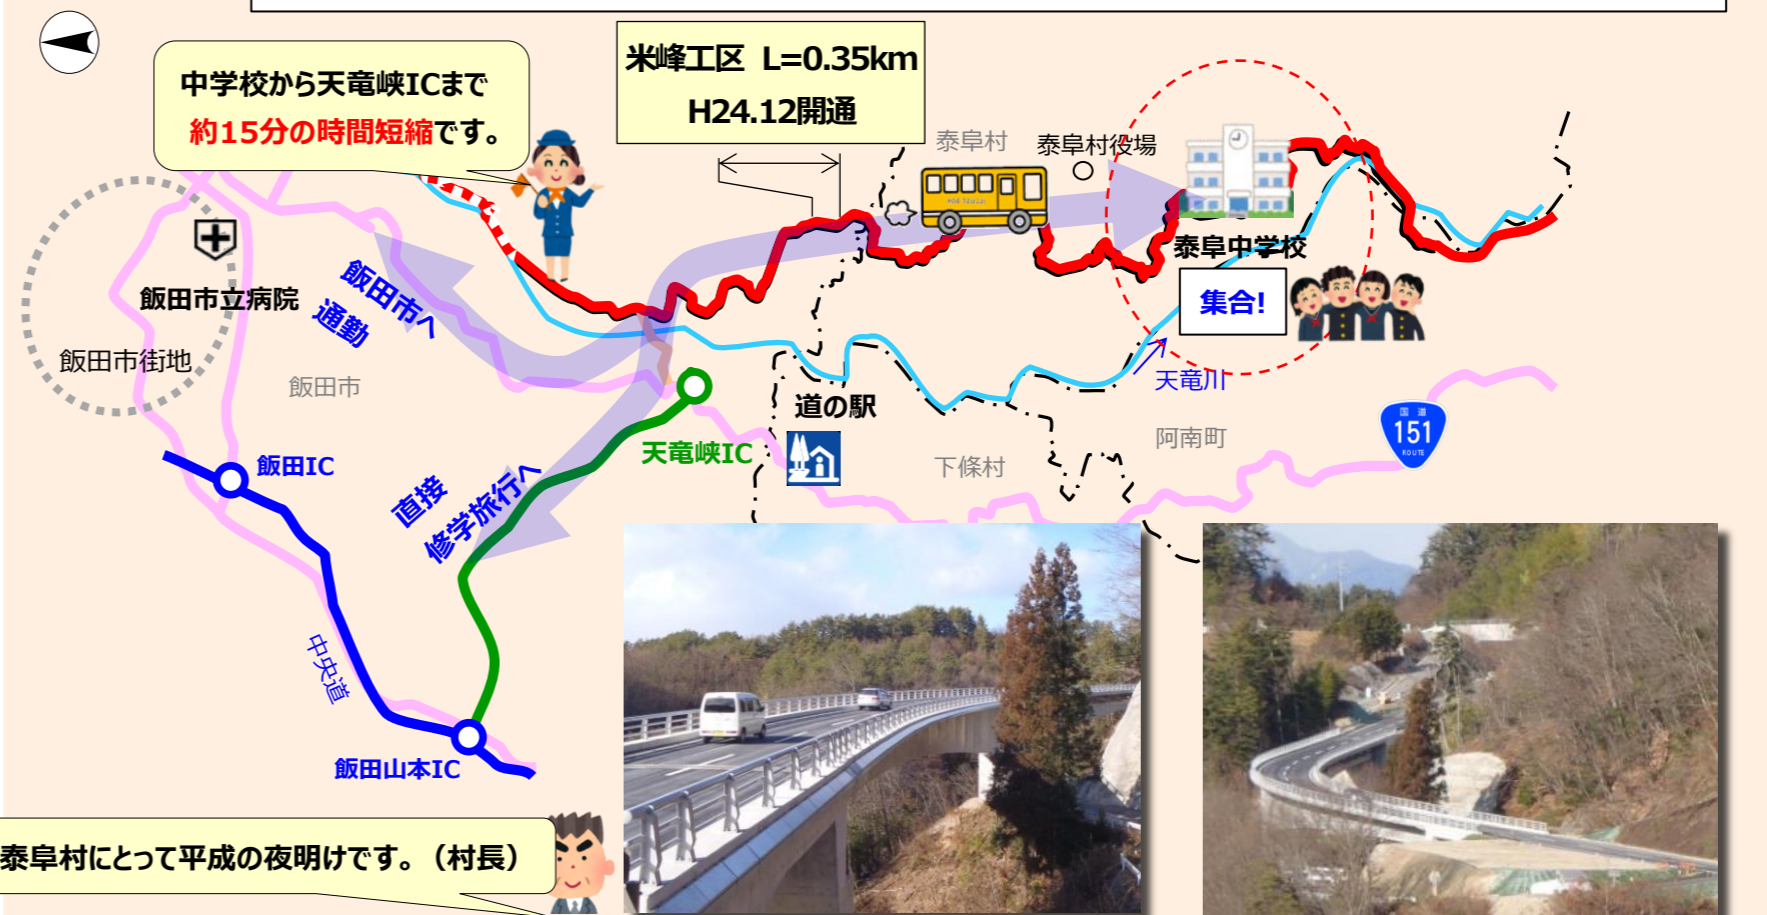 中学校から天竜峡ICまで
約15分の時間短縮です。
米峰工区 L=0.35km
H24.12開通
泰阜村
泰阜村役場
泰阜中学校
集合!
飯田市へ
通勤
飯田市立病院
飯田市街地
飯田市
天竜川
道の駅
天竜峡IC
下條村
阿南町
国道
151
ROUTE
飯田IC
直接
修学旅行へ
中央道
飯田山本IC
泰阜村にとって平成の夜明けです。（村長）